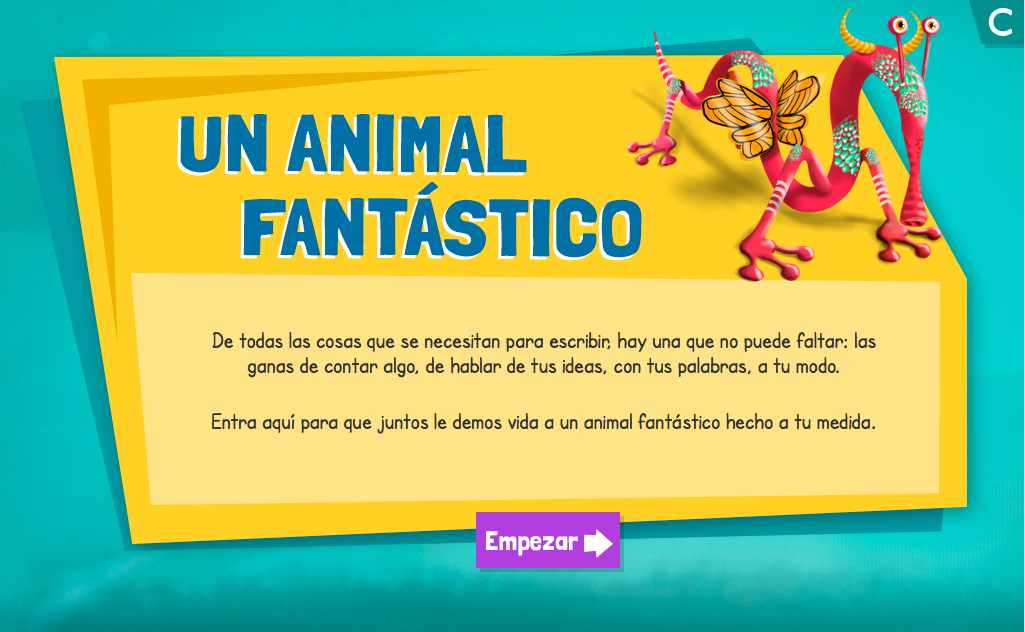 C
UN ANIMAL
FANTÁSTICO
De todas las cosas que se necesitan para escribir, hay una que no puede faltar: las
ganas de contar algo, de hablar de tus ideas, con tus palabras, a tu modo.
Entra aquí para que juntos le demos vida a un animal fantástico hecho a tu medida.
Empezar